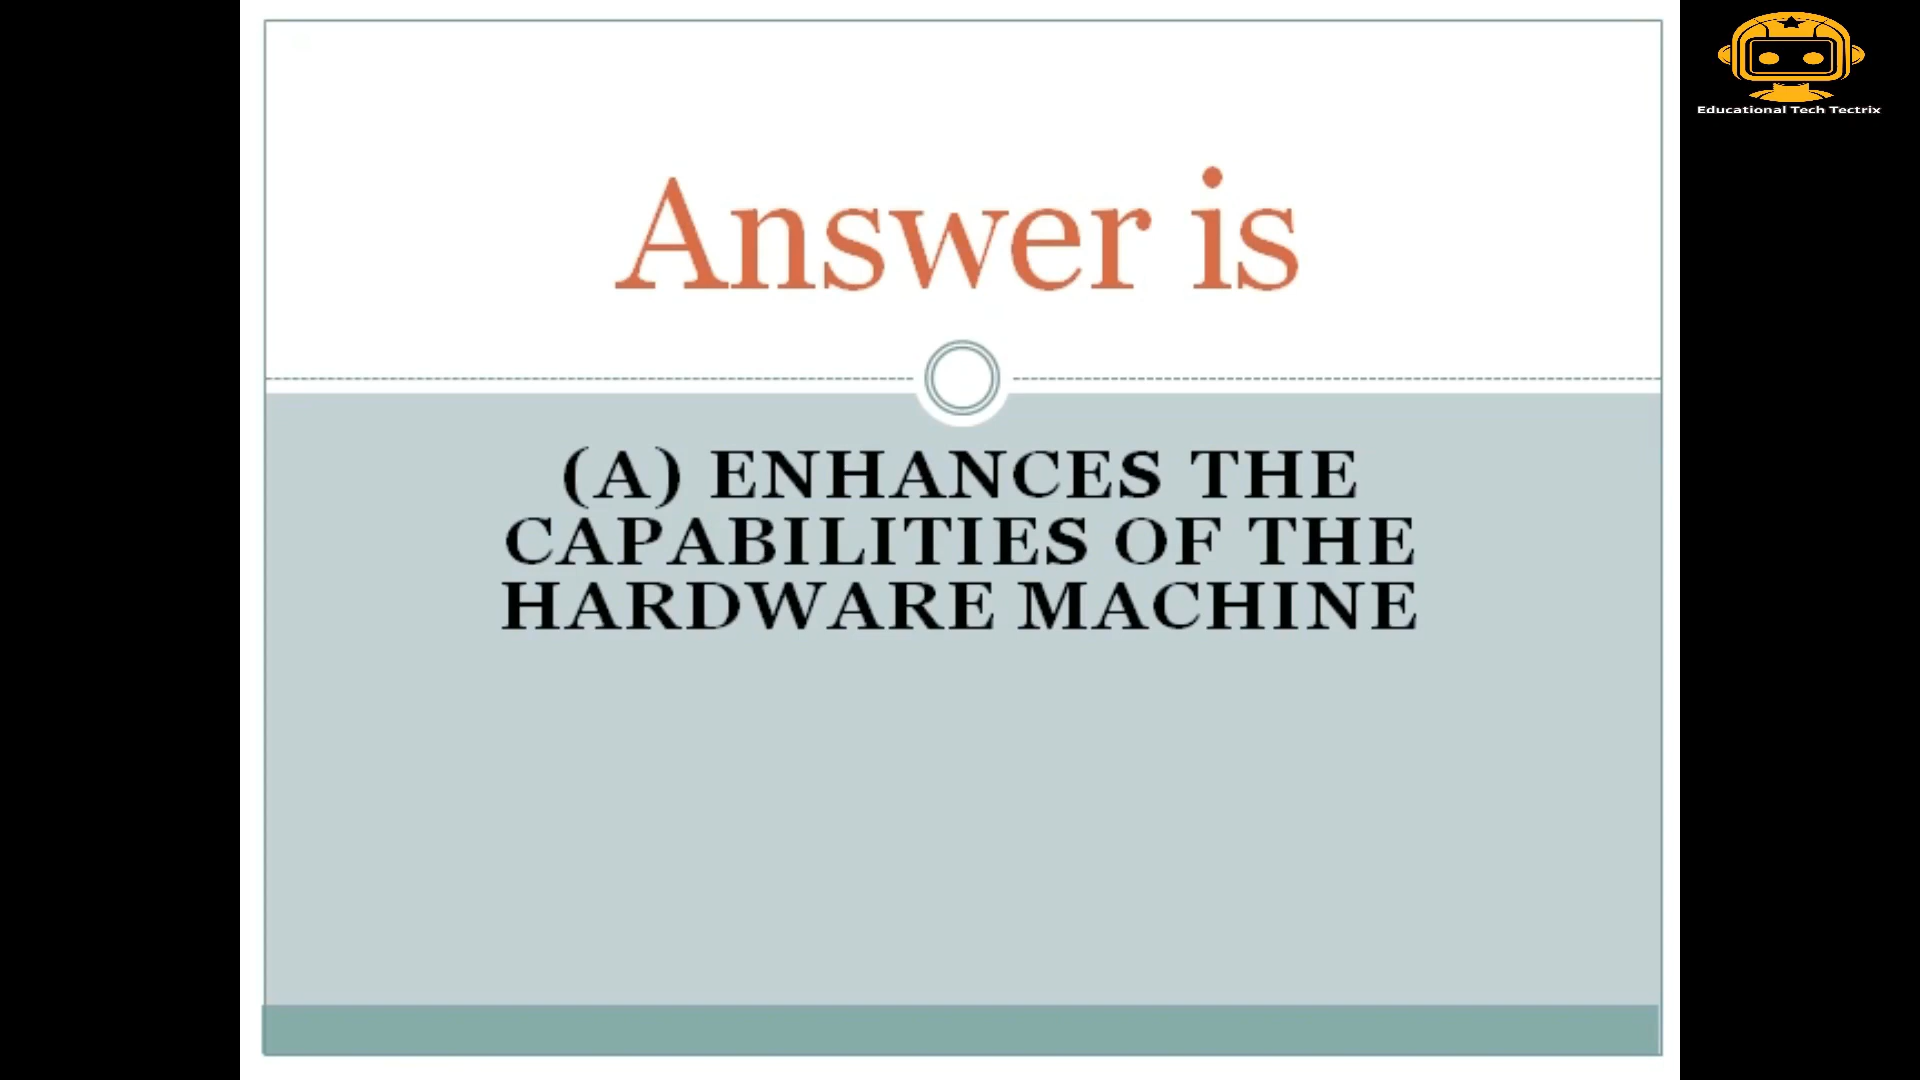 Educational Tech Tectrix
Answer is
(A) ENHANCES THE
CAPABILITIES OF THE
HARDWARE MACHINE